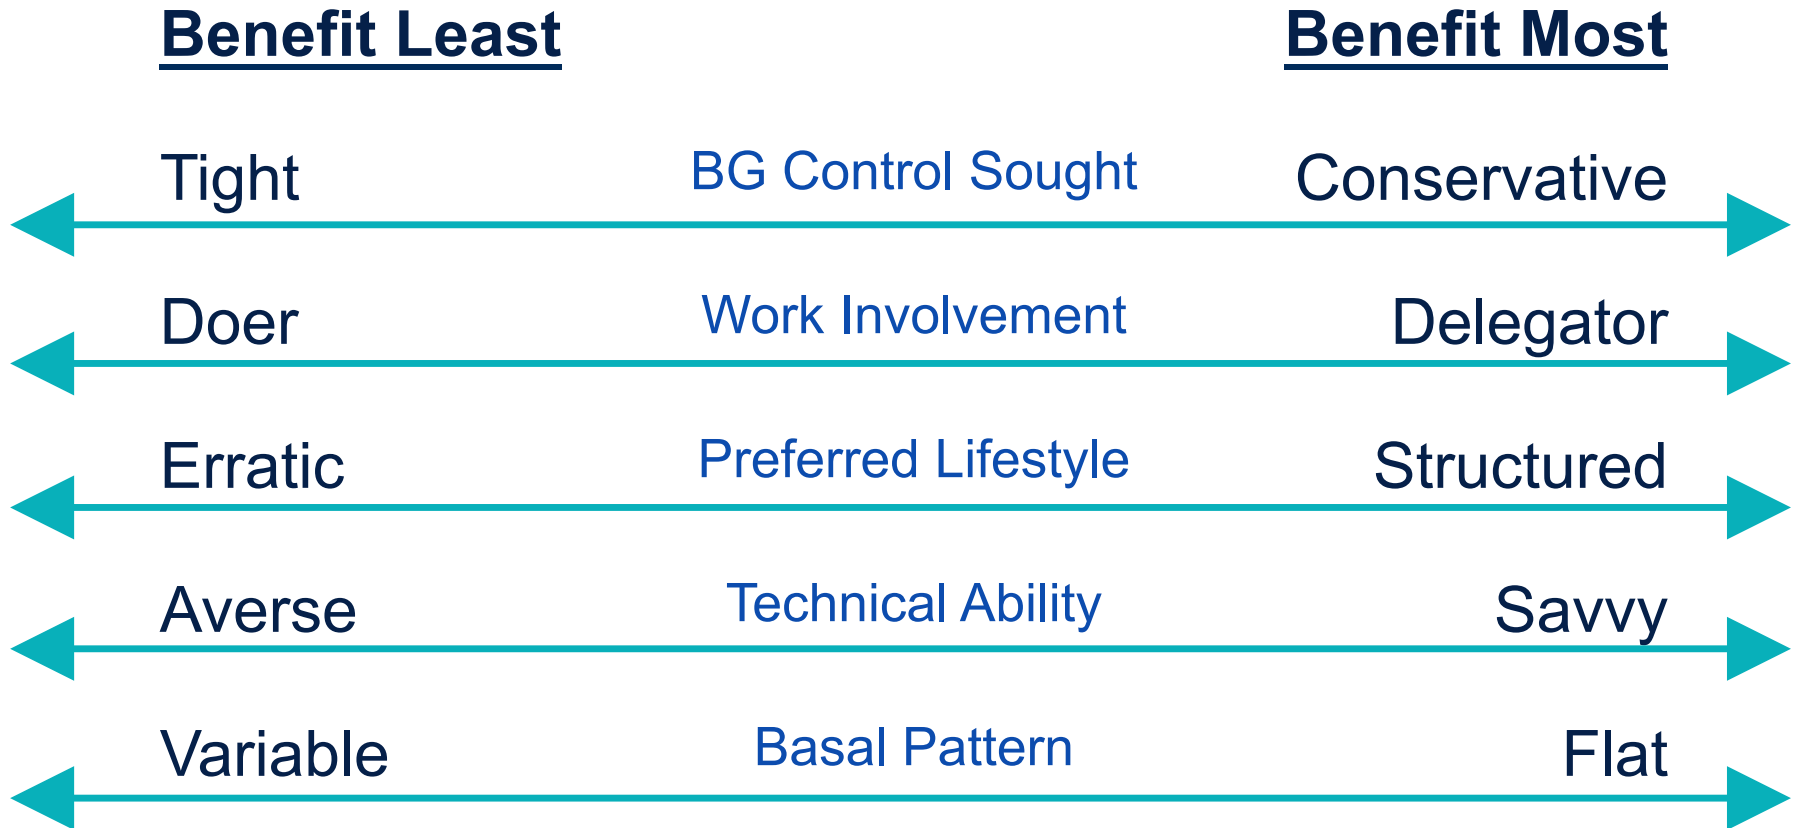 Benefit Least Benefit Most
Tight BG Control Sought Conservative
Doer Work Involvement Delegator
Erratic Preferred Lifestyle Structured
Averse Technical Ability Savvy
Variable Basal Pattern Flat